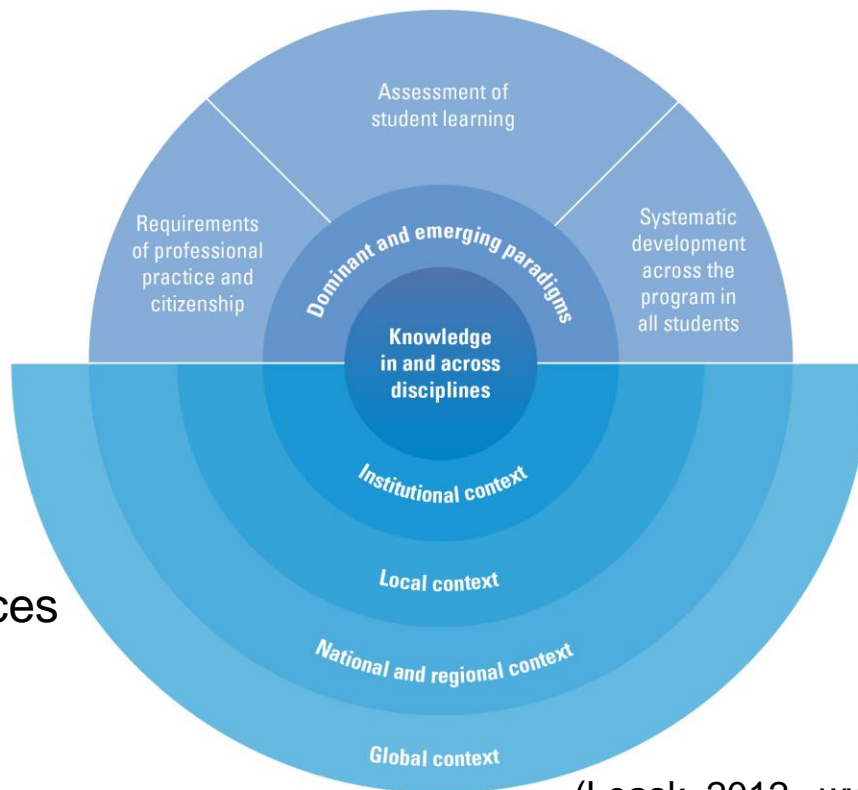 Assessment of
student learning
Requirements
of professional
practice and
citizenship
Systematic
development
across the
program in
all students
Dominant and emerging paradigms
Knowledge
in and across
disciplines
Institutional context
Local context
National and regional context
Global context
ces
2012